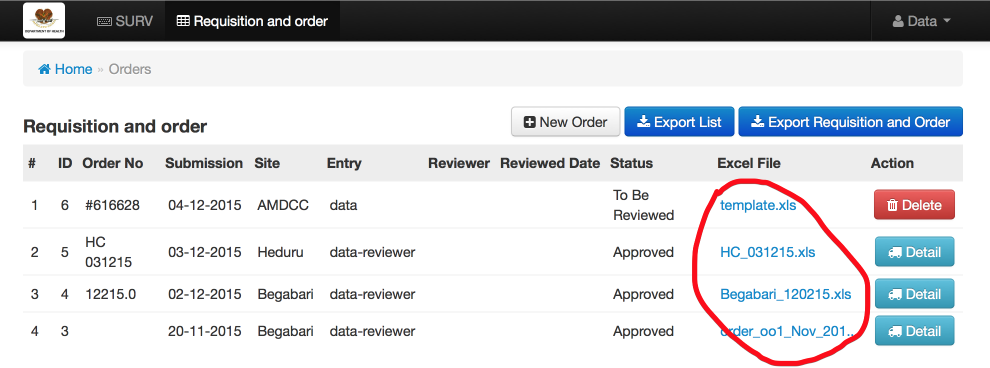 DEPARTMENT OF HEALTH
SURV
Requisition and order
Data
Home » Orders
Requisition and order
New Order
Export List
Export Requisition and Order
# ID Order No Submission Site Entry Reviewer Reviewed Date Status Excel File Action
1 6 #616628 04-12-2015 AMDCC data To Be Reviewed template.xls Delete
2 5 HC 031215 03-12-2015 Heduru data-reviewer Approved HC_031215.xls Detail
3 4 12215.0 02-12-2015 Begabari data-reviewer Approved Begabari_120215.xls Detail
4 3 20-11-2015 Begabari data-reviewer Approved order_oo1_Nov_201... Detail